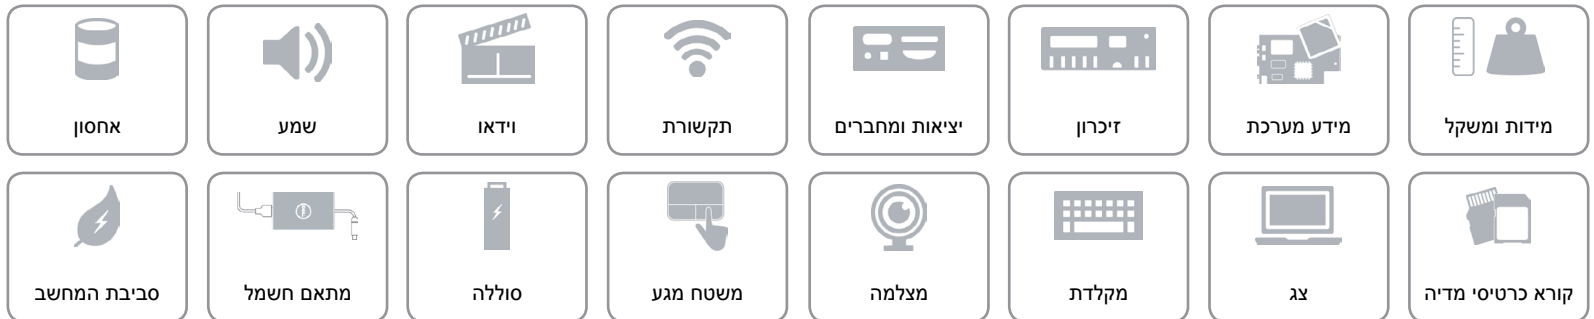 מידות ומשקל
מידע מערכת
זיכרון
יציאות ומחברים
תקשורת
וידאו
שמע
אחסון
קורא כרטיסי מדיה
צג
מקלדת
מצלמה
משטח מגע
סוללה
מתאם חשמל
סביבת המחשב